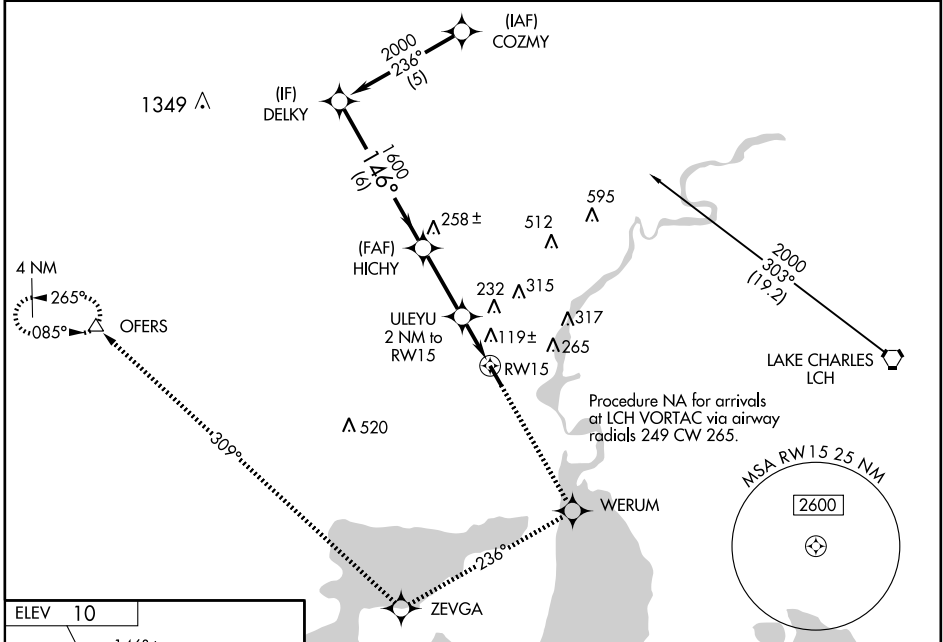 (IAF)
COZMY
2000
236°
(5)
(IF)
DELKY
1349
1600
146°
(6)
258±
595
512
(FAF)
HICHY
2000
303°
(19.2)
4 NM
265°
085°
OFERS
232
315
ULEYU
2 NM to
RW15
119±
317
265
RW15
LAKE CHARLES
LCH
Procedure NA for arrivals
at LCH VORTAC via airway
radials 249 CW 265.
520
309°
MSA RW15 25 NM
2600
WERUM
236°
ZEVGA
ELEV 10